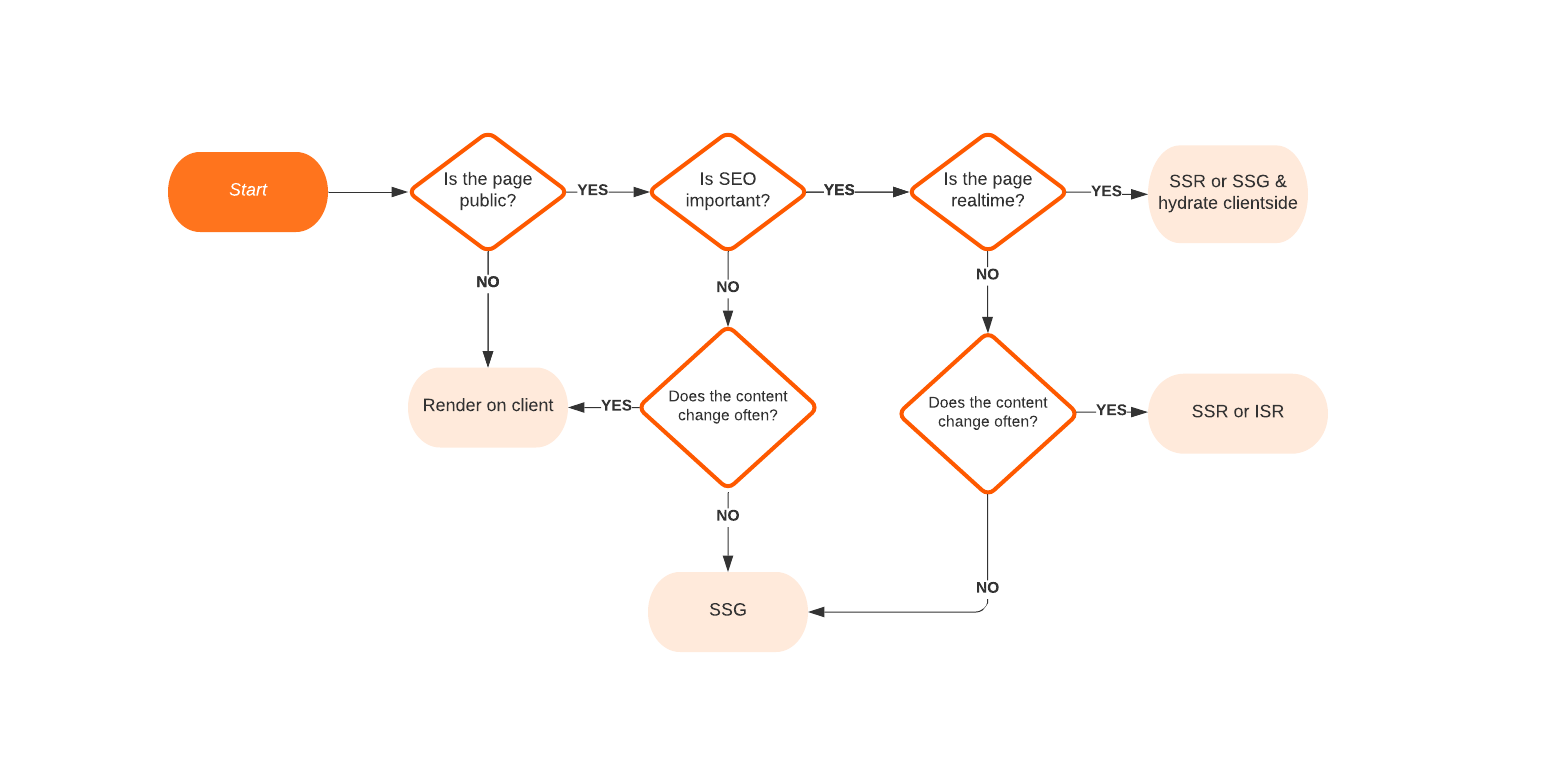 Start
Is the page
public?
YES
Is SEO
important?
YES
Is the page
realtime?
YES
SSR or SSG &
hydrate clientside
NO
NO
NO
Render on client
YES
Does the content
change often?
Does the content
change often?
YES
SSR or ISR
NO
NO
SSG